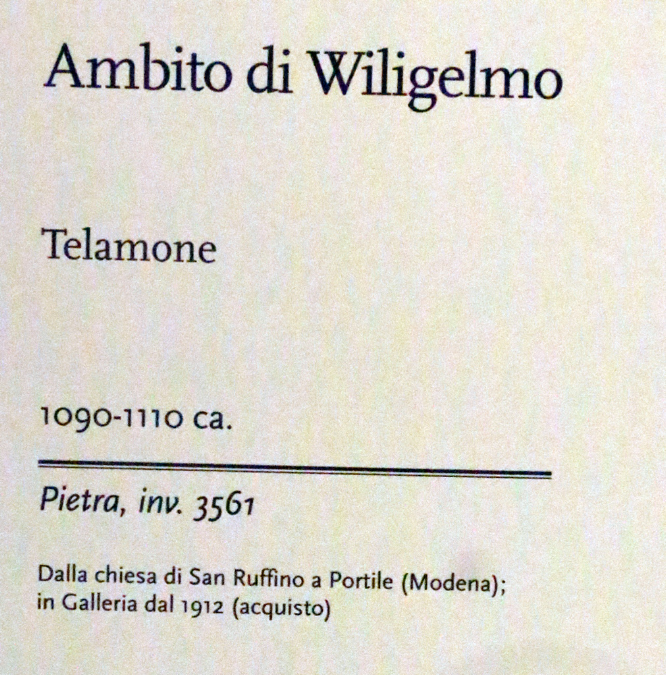 Ambito di Wiligelmo
Telamone
1090-1110 ca.
Pietra, inv. 3561
Dalla chiesa di San Ruffino a Portile (Modena);
in Galleria dal 1912 (acquisto)